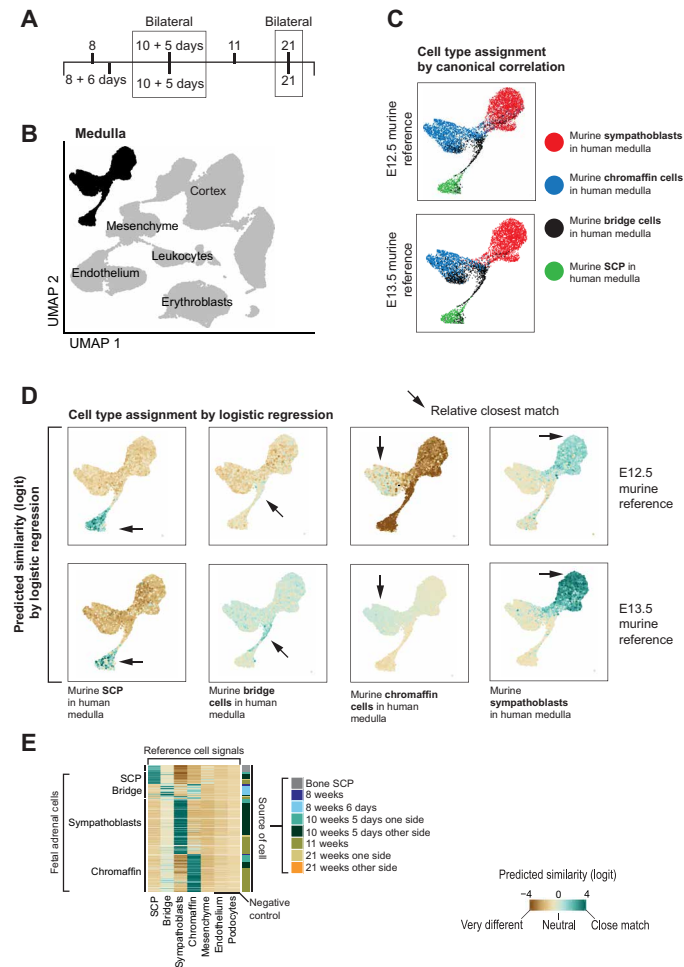 A
Bilateral
Bilateral
8
10 + 5 days
11
21
8 + 6 days
10 + 5 days
21
B
Medulla
Cortex
Mesenchyme
Leukocytes
Endothelium
Erythroblasts
UMAP 2
UMAP 1
C
Cell type assignment
by canonical correlation
E12.5 murine
reference
E13.5 murine
reference
Murine sympathoblasts
in human medulla
Murine chromaffin cells
in human medulla
Murine bridge cells
in human medulla
Murine SCP in
human medulla
D
Cell type assignment by logistic regression
Relative closest match
Predicted similarity (logit)
by logistic regression
E12.5
murine
reference
E13.5
murine
reference
Murine SCP
in human
medulla
Murine bridge
cells in human
medulla
Murine chromaffin
cells in human
medulla
Murine
sympathoblasts
in human medulla
E
Reference cell signals
Fetal adrenal cells
SCP
Bridge
Sympathoblasts
Chromaffin
Source of cell
Bone SCP
8 weeks
8 weeks 6 days
10 weeks 5 days one side
10 weeks 5 days other side
11 weeks
21 weeks one side
21 weeks other side
Negative
control
SCP
Bridge
Sympathoblasts
Chromaffin
Mesenchyme
Endothelium
Podocytes
Predicted similarity (logit)
−4
0
4
Very different
Neutral
Close match